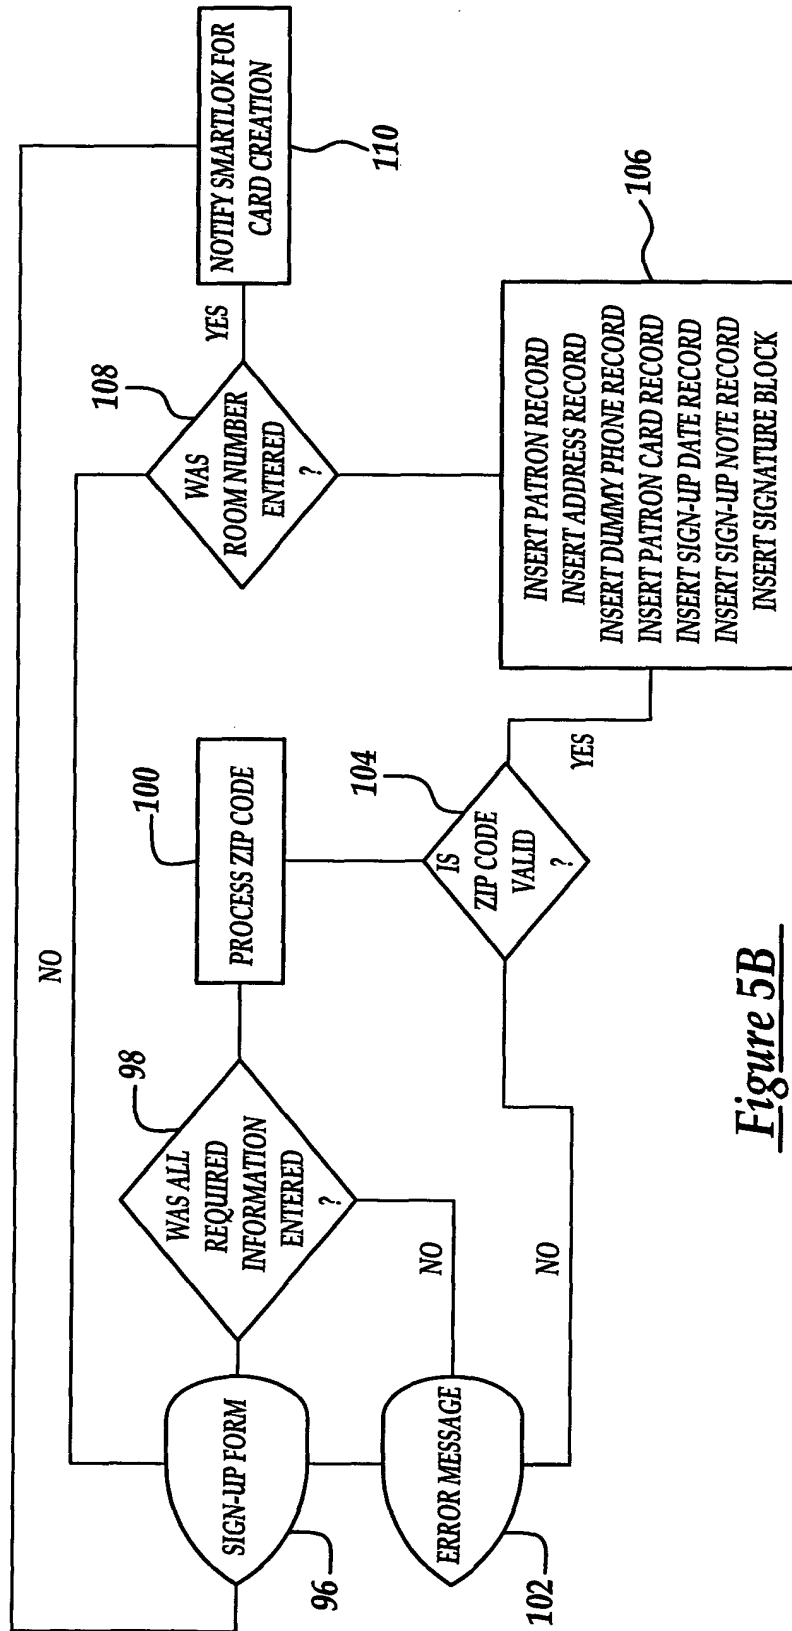 NO
SIGN-UP FORM
96
WAS ALL
REQUIRED
INFORMATION
ENTERED
?
98
PROCESS ZIP CODE
100
WAS
ROOM NUMBER
ENTERED
?
108
YES
NOTIFY SMARTLOK FOR
CARD CREATION
110
ERROR MESSAGE
102
NO
NO
IS
ZIP CODE
VALID
?
104
YES
INSERT PATRON RECORD
INSERT ADDRESS RECORD
INSERT DUMMY PHONE RECORD
INSERT PATRON CARD RECORD
INSERT SIGN-UP DATE RECORD
INSERT SIGN-UP NOTE RECORD
INSERT SIGNATURE BLOCK
106
Figure 5B